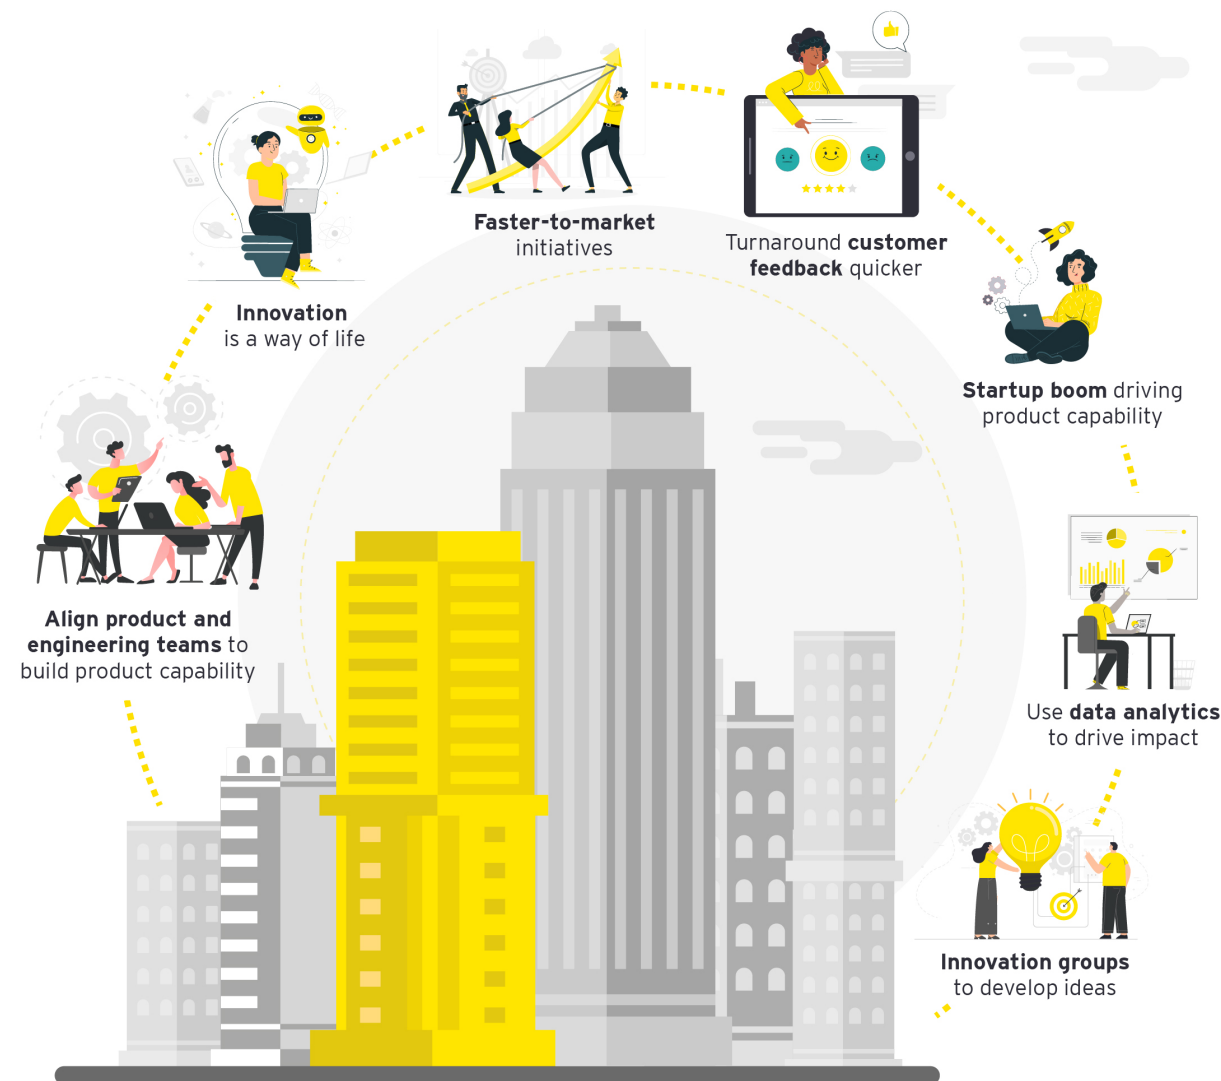 Faster-to-market
initiatives
Turnaround customer
feedback quicker
Innovation
is a way of life
Startup boom driving
product capability
Align product and
engineering teams to
build product capability
Use data analytics
to drive impact
Innovation groups
to develop ideas